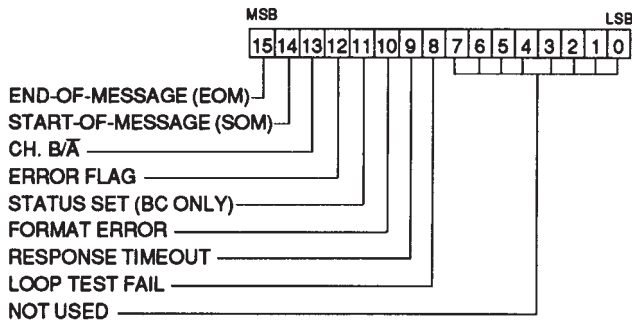 MSB LSB
15 14 13 12 11 10 9 8 7 6 5 4 3 2 1 0
END-OF-MESSAGE (EOM)
START-OF-MESSAGE (SOM)
CH. B/A̅
ERROR FLAG
STATUS SET (BC ONLY)
FORMAT ERROR
RESPONSE TIMEOUT
LOOP TEST FAIL
NOT USED